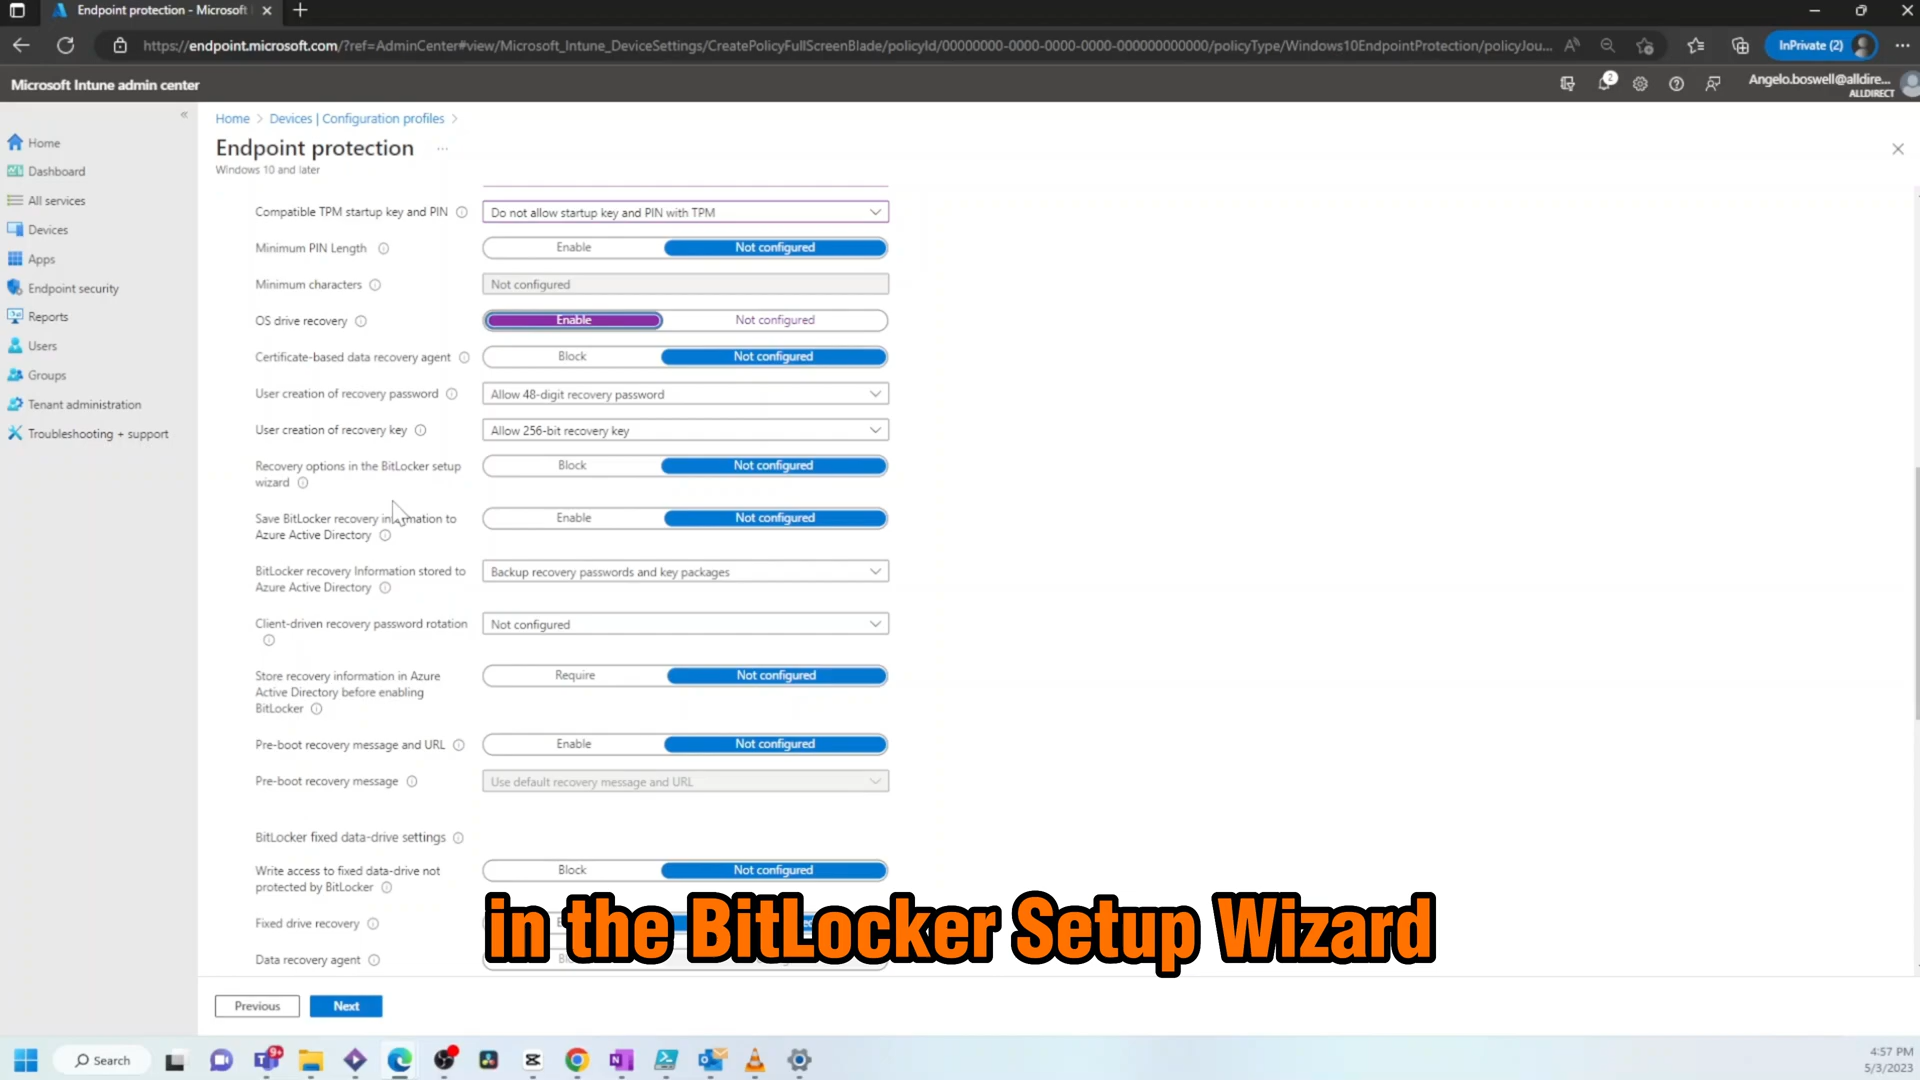 Endpoint protection - Microsoft
https://endpoint.microsoft.com/?ref=AdminCenter#view/Microsoft_Intune_DeviceSettings/CreatePolicyFullScreenBlade/policyId/00000000-0000-0000-0000-000000000000/policyType/Windows10EndpointProtection/policyJou...
InPrivate (2)
Microsoft Intune admin center
2
Angelo.boswell@alldire...
ALLDIRECT
Home
Dashboard
All services
Devices
Apps
Endpoint security
Reports
Users
Groups
Tenant administration
Troubleshooting + support
Home > Devices | Configuration profiles >
Endpoint protection ...
Windows 10 and later
Compatible TPM startup key and PIN Do not allow startup key and PIN with TPM
Minimum PIN Length Enable Not configured
Minimum characters Not configured
OS drive recovery Enable Not configured
Certificate-based data recovery agent Block Not configured
User creation of recovery password Allow 48-digit recovery password
User creation of recovery key Allow 256-bit recovery key
Recovery options in the BitLocker setup
wizard
Block Not configured
Save BitLocker recovery information to
Azure Active Directory
Enable Not configured
BitLocker recovery Information stored to
Azure Active Directory
Backup recovery passwords and key packages
Client-driven recovery password rotation
Not configured
Store recovery information in Azure
Active Directory before enabling
BitLocker
Require Not configured
Pre-boot recovery message and URL Enable Not configured
Pre-boot recovery message Use default recovery message and URL
BitLocker fixed data-drive settings
Write access to fixed data-drive not
protected by BitLocker
Block Not configured
Fixed drive recovery
Data recovery agent
in the BitLocker Setup Wizard
Previous Next
Search
9+
4:57 PM
5/3/2023